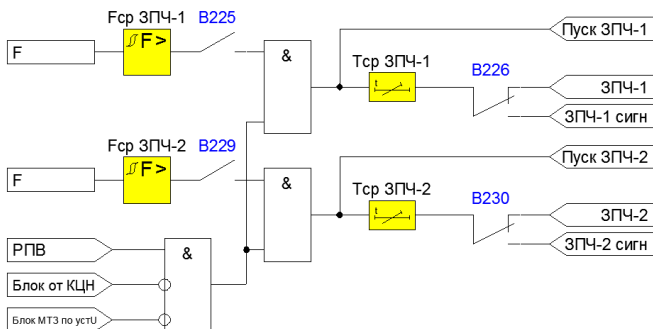 Fср ЗПЧ-1 В225
Пуск ЗПЧ-1
F
F>
&
Тср ЗПЧ-1
t
В226
ЗПЧ-1
ЗПЧ-1 сигн
Fср ЗПЧ-2 В229
Пуск ЗПЧ-2
F
F>
&
Тср ЗПЧ-2
t
В230
ЗПЧ-2
ЗПЧ-2 сигн
РПВ
&
Блок от КЦН
Блок МТЗ по устU